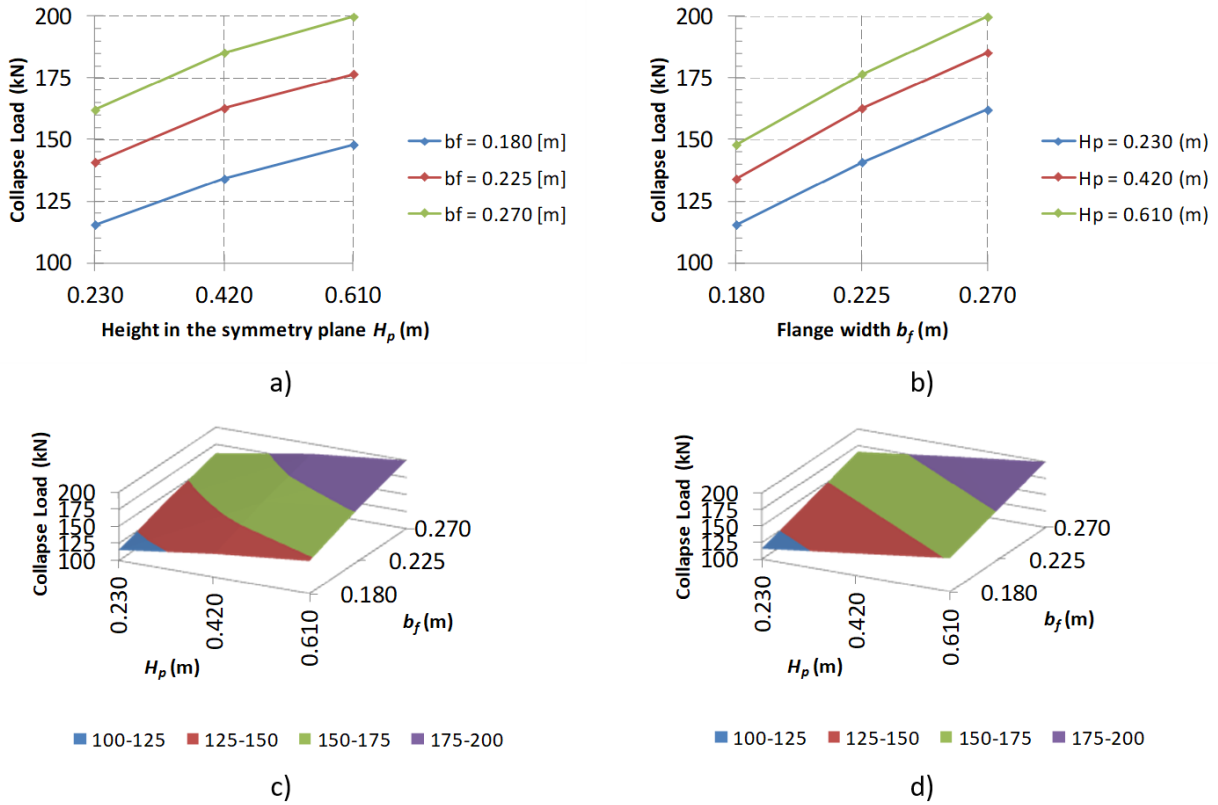 200
175
150
125
100
Collapse Load (kN)
0.230 0.420 0.610
Height in the symmetry plane Hp (m)
bf = 0.180 [m]
bf = 0.225 [m]
bf = 0.270 [m]
a)
200
175
150
125
100
Collapse Load (kN)
0.180 0.225 0.270
Flange width bf (m)
Hp = 0.230 (m)
Hp = 0.420 (m)
Hp = 0.610 (m)
b)
Collapse Load (kN)
200
175
150
125
100
0.230
0.420
0.610
Hp (m)
0.270
0.225
0.180
bf (m)
100-125 125-150 150-175 175-200
c)
Collapse Load (kN)
200
175
150
125
100
0.230
0.420
0.610
Hp (m)
0.270
0.225
0.180
bf (m)
100-125 125-150 150-175 175-200
d)